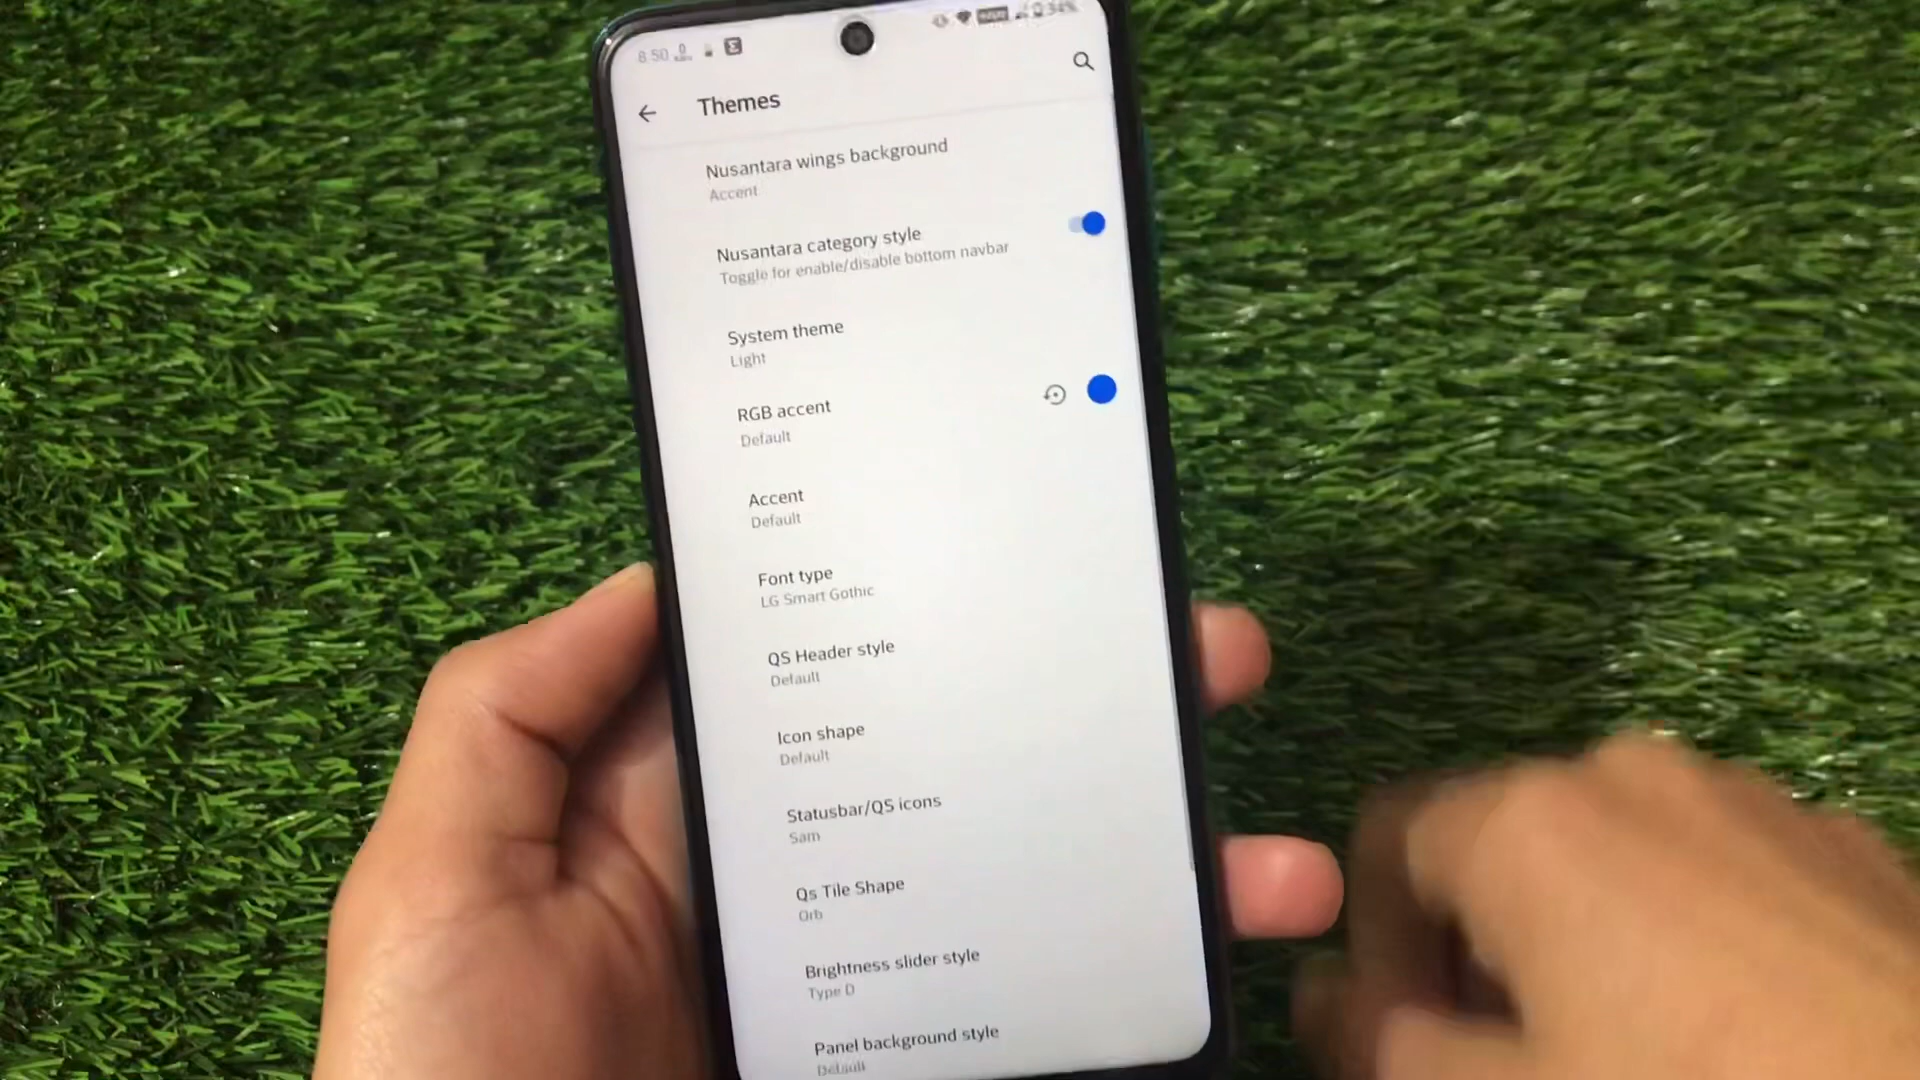 8:50
Themes
Nusantara wings background
Accent
Nusantara category style
Toggle for enable/disable bottom navbar
System theme
Light
RGB accent
Default
Accent
Default
Font type
LG Smart Gothic
QS Header style
Default
Icon shape
Default
Statusbar/QS icons
Sam
Qs Tile Shape
Orb
Brightness slider style
Type D
Panel background style
Default